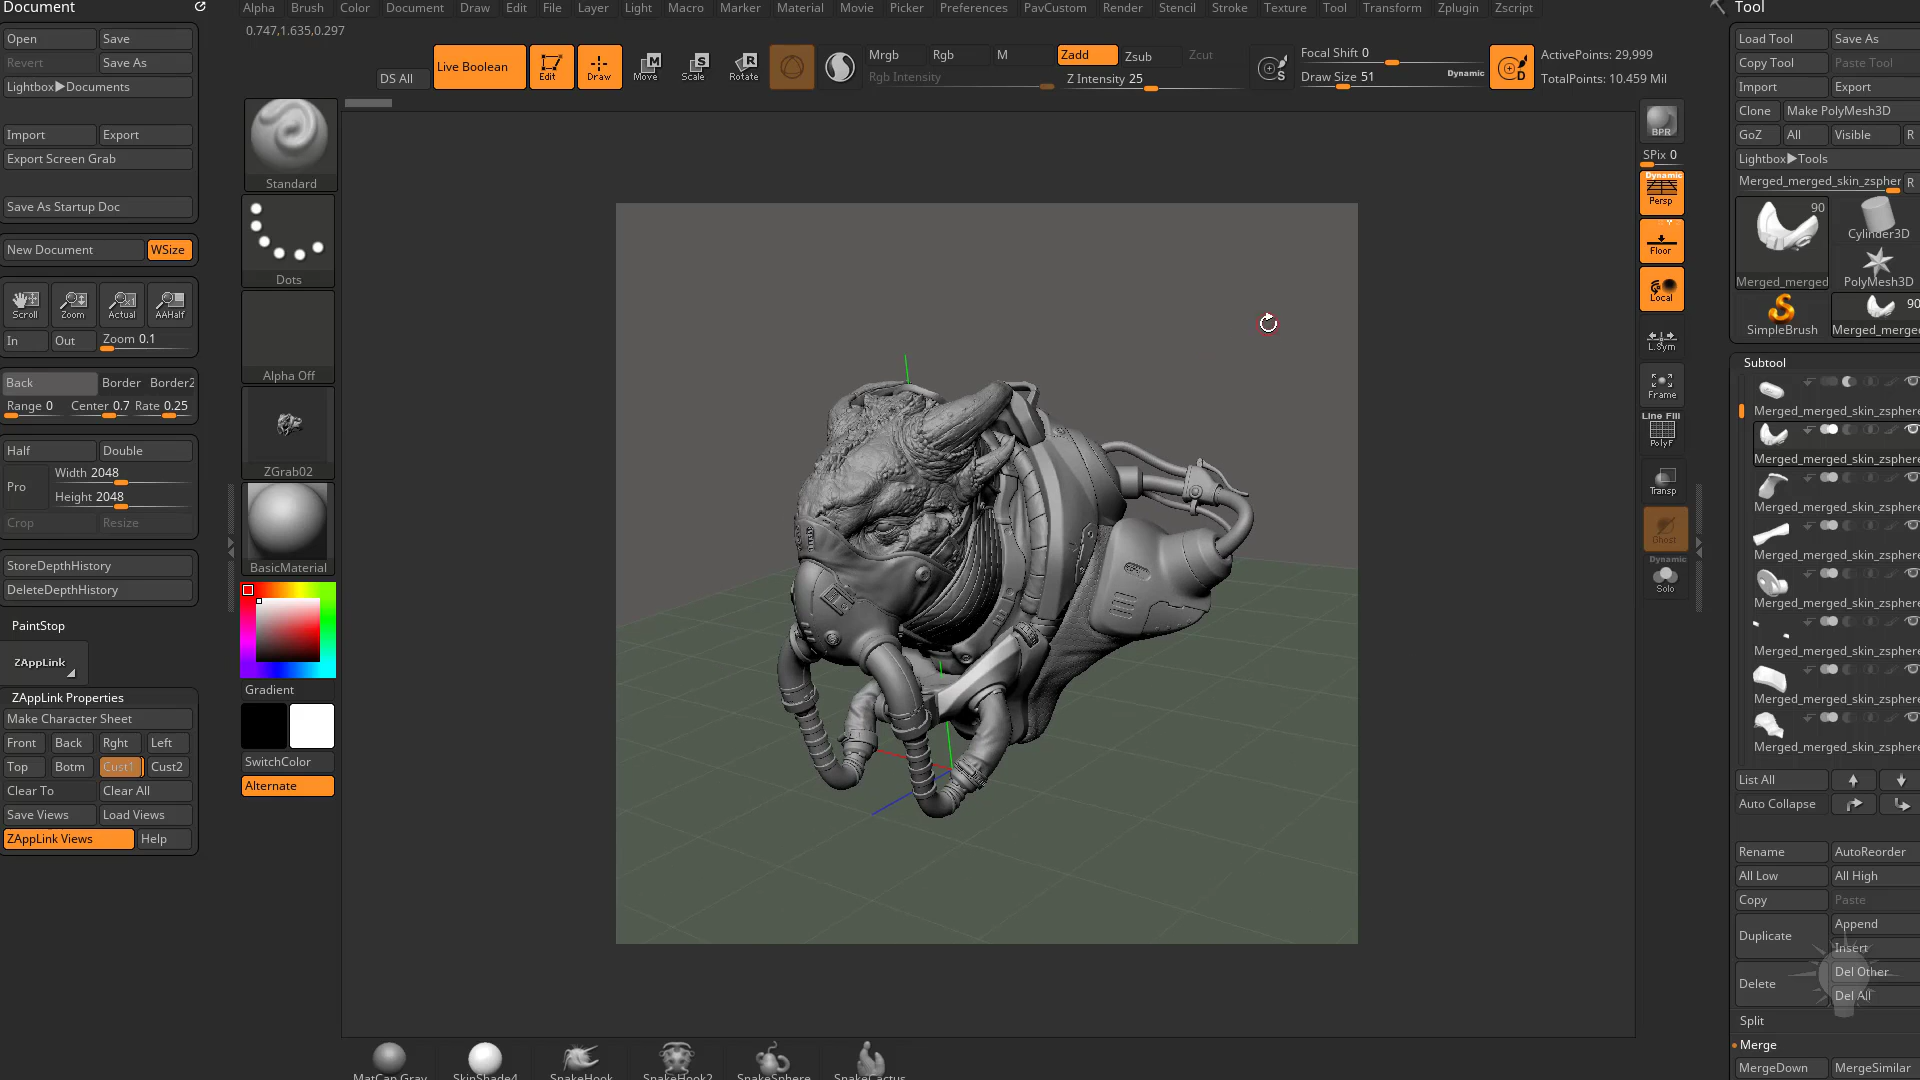 Document
Open
Save
Revert
Save As
Lightbox▶Documents
Import
Export
Export Screen Grab
Save As Startup Doc
New Document
WSize
Scroll
Zoom
Actual
AAHalf
In
Out
Zoom 0.1
Back
Border
Border2
Range 0
Center 0.7
Rate 0.25
Half
Double
Pro
Width 2048
Height 2048
Crop
Resize
StoreDepthHistory
DeleteDepthHistory
PaintStop
ZAppLink
ZAppLink Properties
Make Character Sheet
Front
Back
Rght
Left
Top
Botm
Cust1
Cust2
Clear To
Clear All
Save Views
Load Views
ZAppLink Views
Help
Alpha
Brush
Color
Document
Draw
Edit
File
Layer
Light
Macro
Marker
Material
Movie
Picker
Preferences
PavCustom
Render
Stencil
Stroke
Texture
Tool
Transform
Zplugin
Zscript
0.747,1.635,0.297
DS All
Live Boolean
Edit
Draw
Move
Scale
Rotate
Mrgb
Rgb
M
Rgb Intensity
Zadd
Zsub
Zcut
Z Intensity 25
S
Focal Shift 0
Draw Size 51
Dynamic
D
ActivePoints: 29,999
TotalPoints: 10.459 Mil
Standard
Dots
Alpha Off
ZGrab02
BasicMaterial
Gradient
SwitchColor
Alternate
BPR
SPix 0
Dynamic
Persp
Floor
Local
L.Sym
Frame
Line Fill
PolyF
Transp
Ghost
Dynamic
Solo
Tool
Load Tool
Save As
Copy Tool
Paste Tool
Import
Export
Clone
Make PolyMesh3D
GoZ
All
Visible
R
Lightbox▶Tools
Merged_merged_skin_zspher
R
90
Merged_merged
Cylinder3D
PolyMesh3D
SimpleBrush
90
Merged_merge
Subtool
Merged_merged_skin_zsphere
Merged_merged_skin_zsphere
Merged_merged_skin_zsphere
Merged_merged_skin_zsphere
Merged_merged_skin_zsphere
Merged_merged_skin_zsphere
Merged_merged_skin_zsphere
Merged_merged_skin_zsphere
List All
Auto Collapse
Rename
AutoReorder
All Low
All High
Copy
Paste
Duplicate
Append
Insert
Delete
Del Other
Del All
Split
Merge
MergeDown
MergeSimilar
MatCap Gray
SkinShade4
SnakeHook
SnakeHook2
SnakeSphere
SnakeCactus